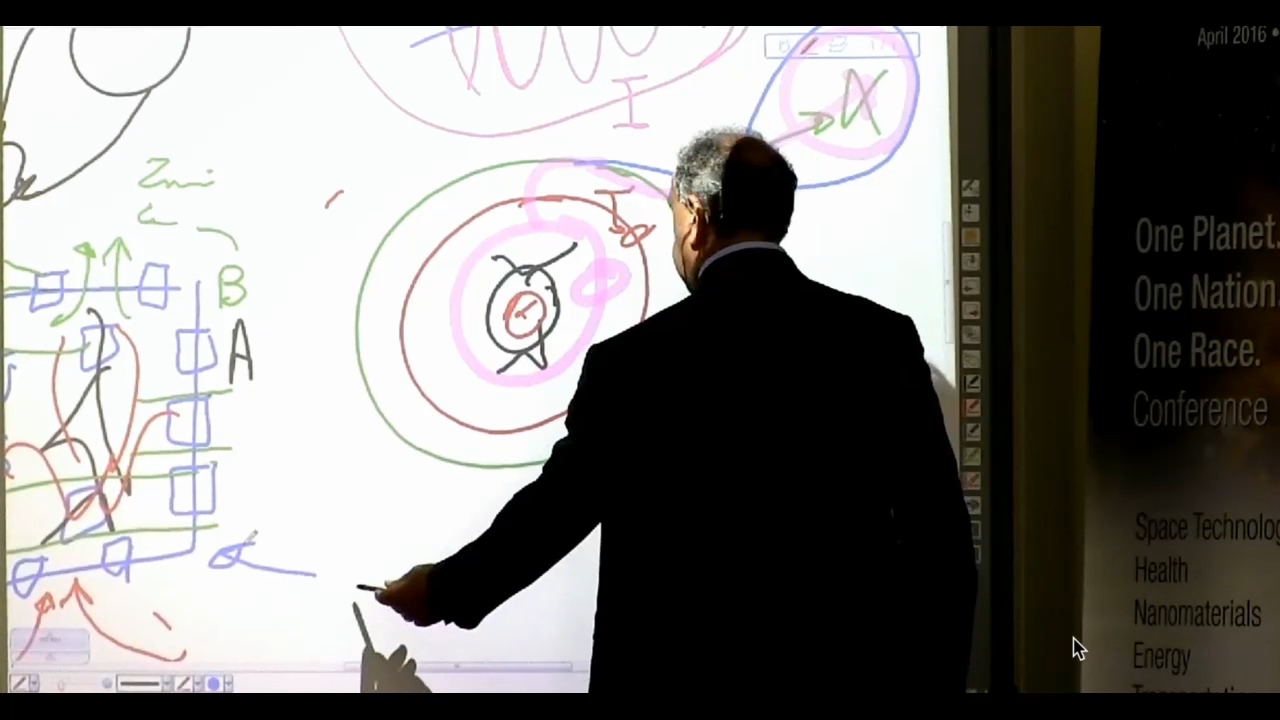 April 2016 •
I
X
I
B
A
One Planet.
One Nation
One Race.
Conference
Space Technolog
Health
Nanomaterials
Energy